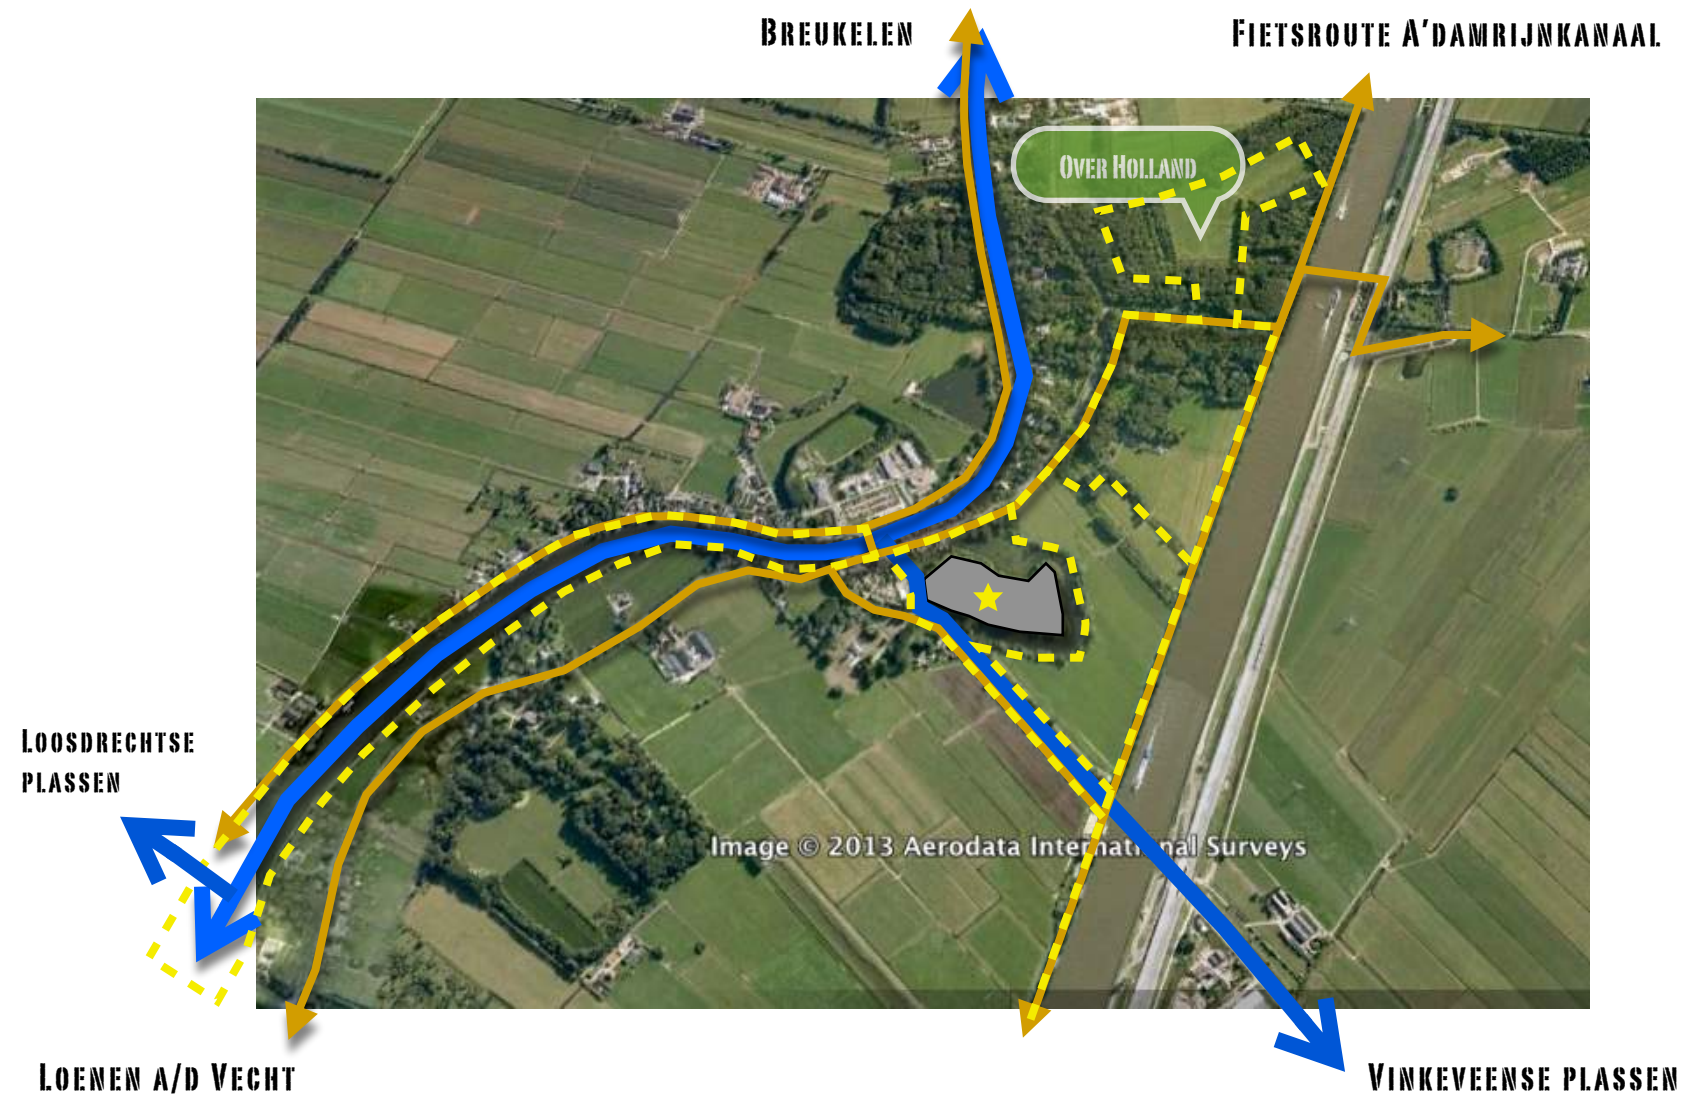 Breukelen
Fietsroute A'damrijnkanaal
Over Holland
Loosdrechtse
plassen
Image © 2013 Aerodata International Surveys
Loenen a/d Vecht
Vinkeveense plassen